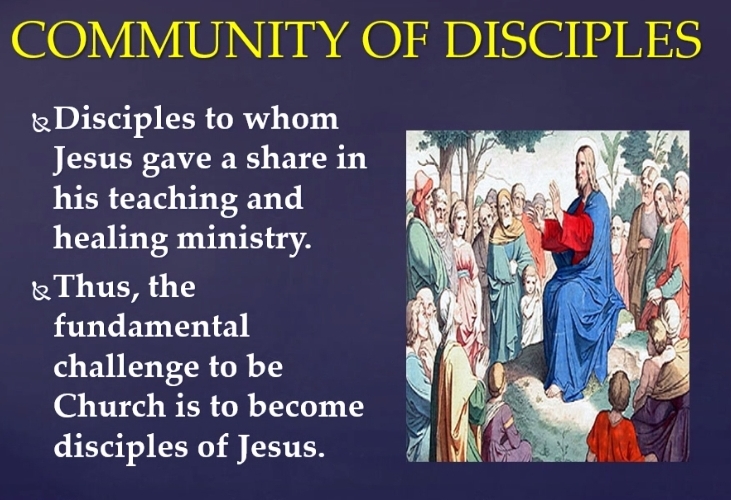 COMMUNITY OF DISCIPLES
Disciples to whom
Jesus gave a share in
his teaching and
healing ministry.
Thus, the
fundamental
challenge to be
Church is to become
disciples of Jesus.